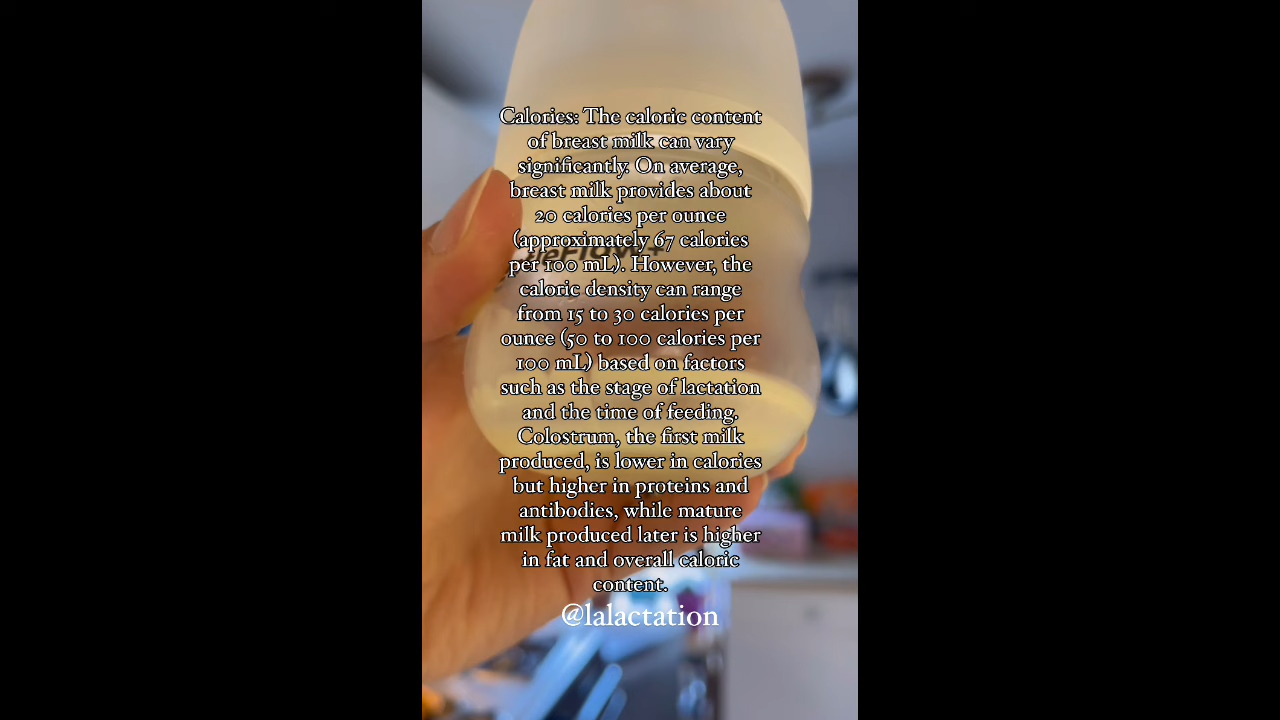 Calories: The caloric content
of breast milk can vary
significantly. On average,
breast milk provides about
20 calories per ounce
(approximately 67 calories
per 100 mL). However, the
caloric density can range
from 15 to 30 calories per
ounce (50 to 100 calories per
100 mL) based on factors
such as the stage of lactation
and the time of feeding.
Colostrum, the first milk
produced, is lower in calories
but higher in proteins and
antibodies, while mature
milk produced later is higher
in fat and overall caloric
content.
@lalactation